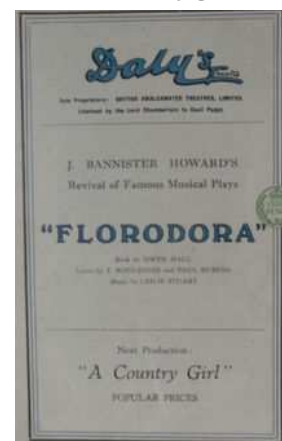 Daly's
Sole Proprietors: BRITISH AMALGAMATED THEATRES, LIMITED.
Licensed by the Lord Chamberlain to
J. BANNISTER HOWARD'S
Revival of Famous Musical Plays
"FLORODORA"
Book by OWEN HALL
Lyrics by E. BOYD-JONES and PAUL RUBENS
Music by LESLIE STUART
Next Production:
"A Country Girl"
POPULAR PRICES